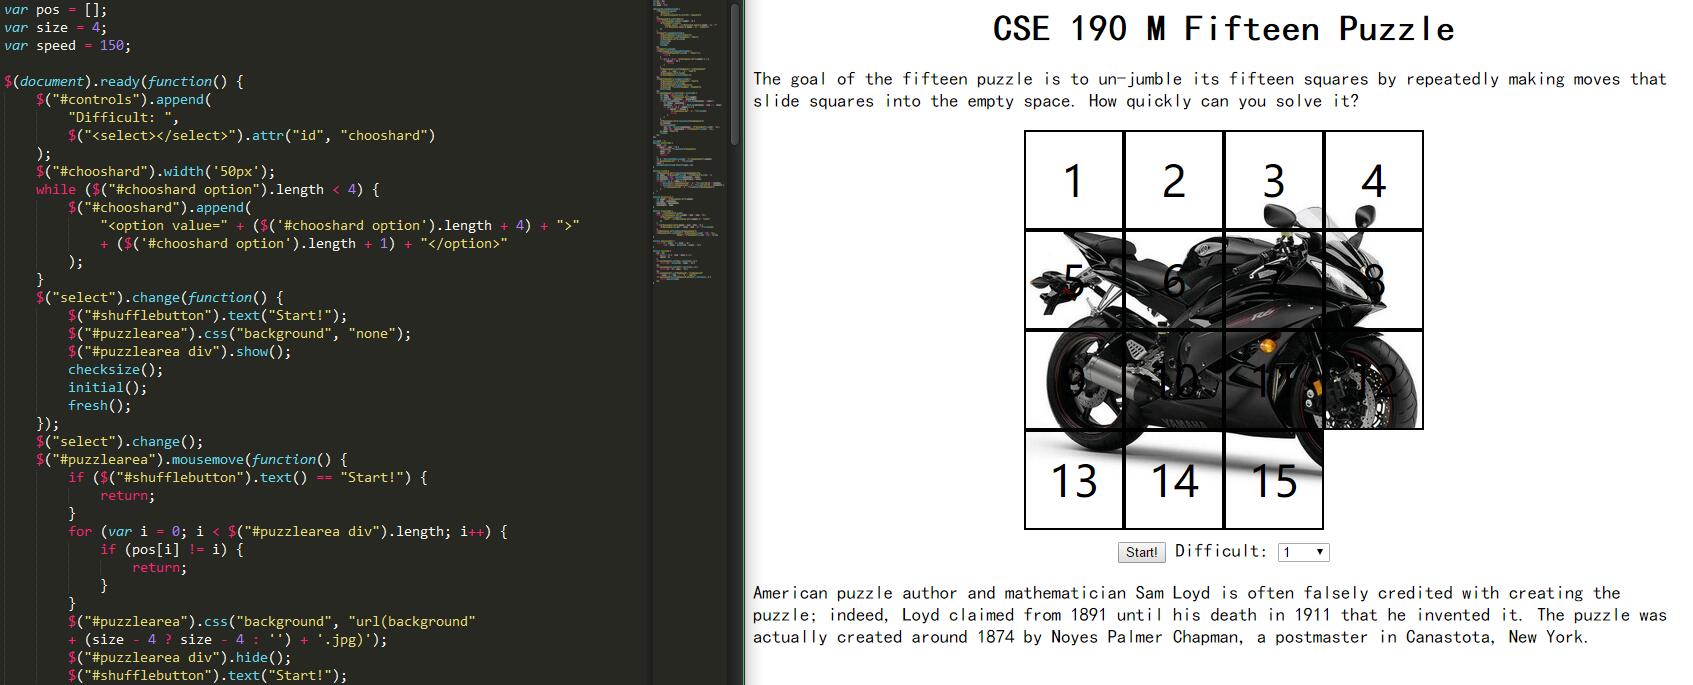 var pos = [];
var size = 4;
var speed = 150;
$(document).ready(function() {
$("#controls").append(
"Difficult: ",
$("<select></select>").attr("id", "chooshard")
);
$("#chooshard").width('50px');
while ($("#chooshard option").length < 4) {
$("#chooshard").append(
"<option value=" + ($('#chooshard option').length + 4) + ">"
+ ($('#chooshard option').length + 1) + "</option>"
);
}
$("select").change(function() {
$("#shufflebutton").text("Start!");
$("#puzzlearea").css("background", "none");
$("#puzzlearea div").show();
checksize();
initial();
fresh();
});
$("select").change();
$("#puzzlearea").mousemove(function() {
if ($("#shufflebutton").text() == "Start!") {
return;
}
for (var i = 0; i < $("#puzzlearea div").length; i++) {
if (pos[i] != i) {
return;
}
}
$("#puzzlearea").css("background", "url(background"
+ (size - 4 ? size - 4 : '') + '.jpg)');
$("#puzzlearea div").hide();
$("#shufflebutton").text("Start!");
CSE 190 M Fifteen Puzzle
The goal of the fifteen puzzle is to un-jumble its fifteen squares by repeatedly making moves that
slide squares into the empty space. How quickly can you solve it?
1 2 3 4
5 6 8
10 12
13 14 15
R6
YAMAHA
Start! Difficult: 1
American puzzle author and mathematician Sam Loyd is often falsely credited with creating the
puzzle; indeed, Loyd claimed from 1891 until his death in 1911 that he invented it. The puzzle was
actually created around 1874 by Noyes Palmer Chapman, a postmaster in Canastota, New York.